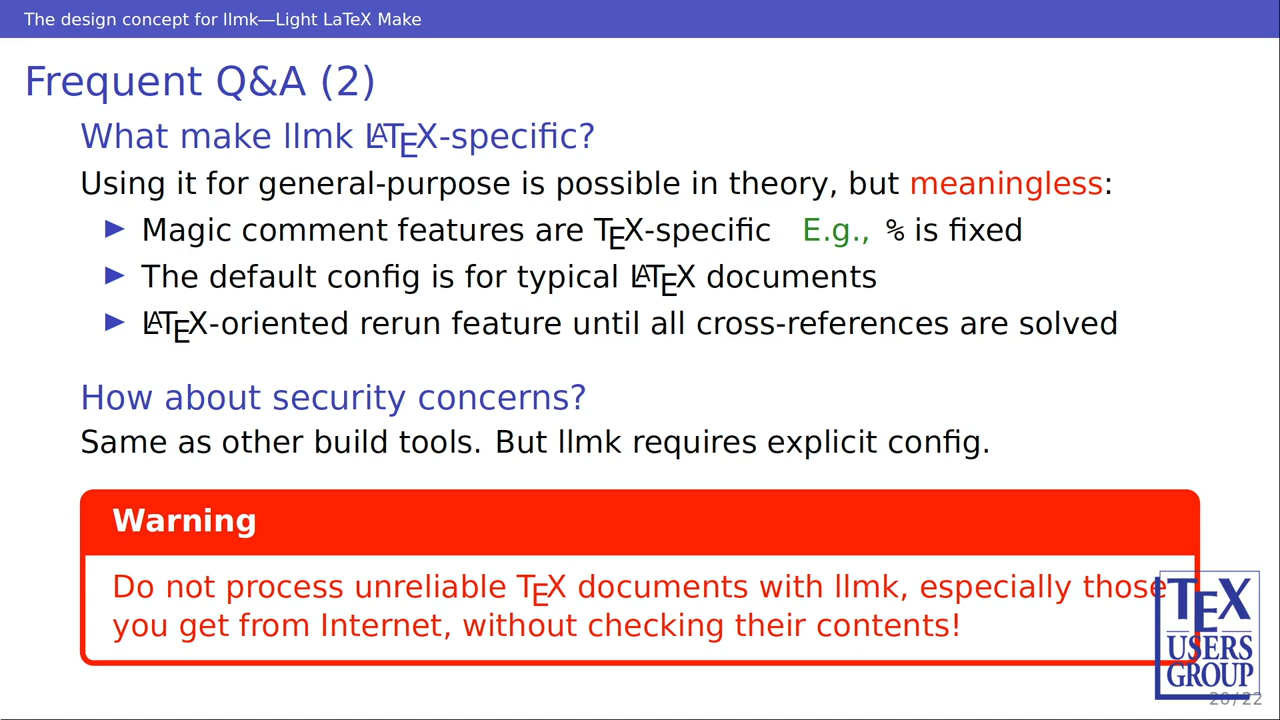 The design concept for llmk—Light LaTeX Make
Frequent Q&A (2)
What make llmk LaTeX-specific?
Using it for general-purpose is possible in theory, but meaningless:
▶ Magic comment features are TeX-specific E.g., % is fixed
▶ The default config is for typical LaTeX documents
▶ LaTeX-oriented rerun feature until all cross-references are solved
How about security concerns?
Same as other build tools. But llmk requires explicit config.
Warning
Do not process unreliable TeX documents with llmk, especially those
you get from Internet, without checking their contents!
TEX
USERS
GROUP
20/22